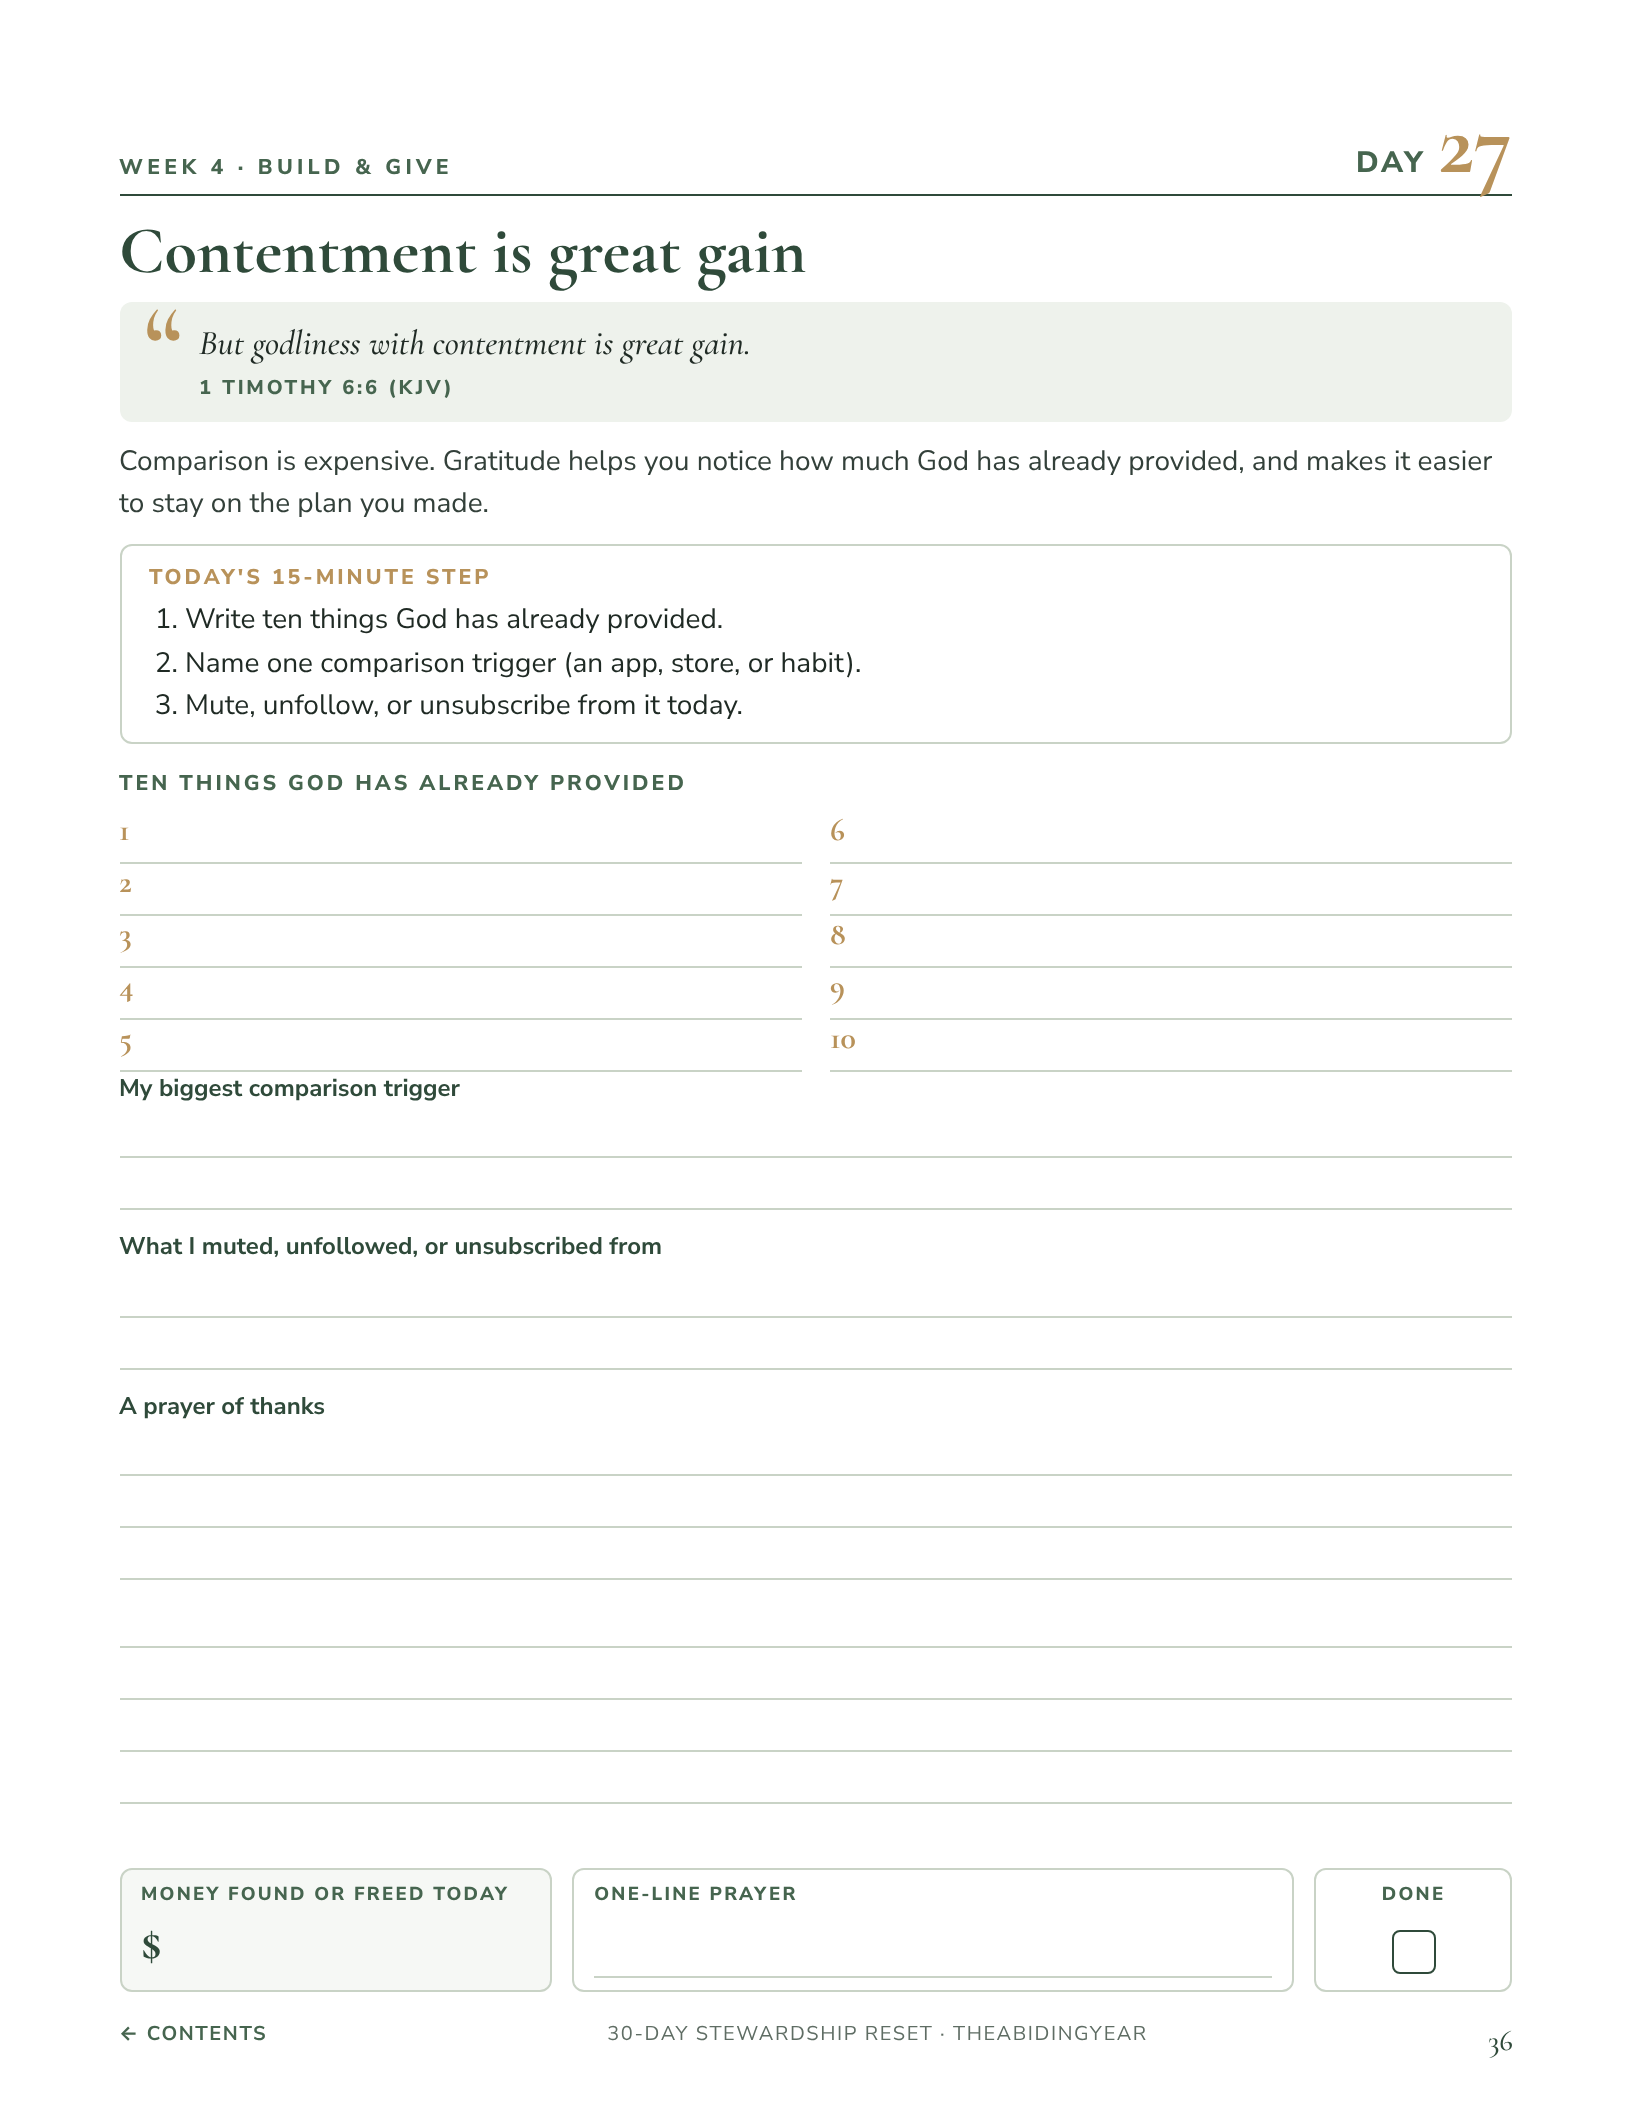 WEEK 4 · BUILD & GIVE
DAY 27
Contentment is great gain
“ But godliness with contentment is great gain.
1 TIMOTHY 6:6 (KJV)
Comparison is expensive. Gratitude helps you notice how much God has already provided, and makes it easier
to stay on the plan you made.
TODAY'S 15-MINUTE STEP
1. Write ten things God has already provided.
2. Name one comparison trigger (an app, store, or habit).
3. Mute, unfollow, or unsubscribe from it today.
TEN THINGS GOD HAS ALREADY PROVIDED
1
2
3
4
5
6
7
8
9
10
My biggest comparison trigger
What I muted, unfollowed, or unsubscribed from
A prayer of thanks
MONEY FOUND OR FREED TODAY
$
ONE-LINE PRAYER
DONE
← CONTENTS
30-DAY STEWARDSHIP RESET · THEABIDINGYEAR
36